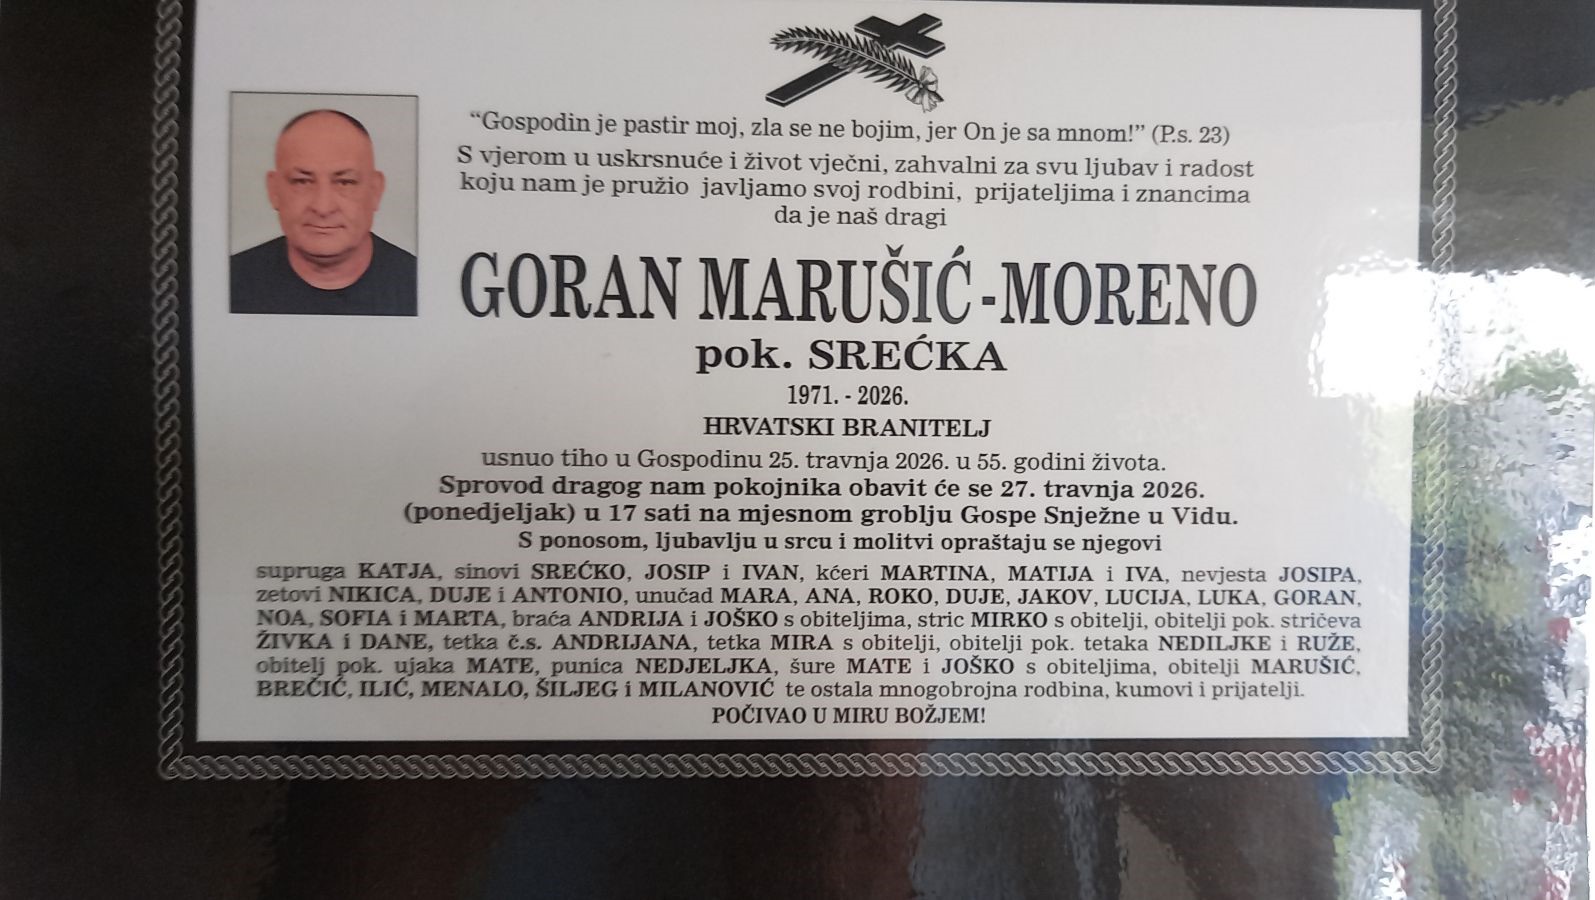 “Gospodin je pastir moj, zla se ne bojim, jer On je sa mnom!” (P.s. 23)
S vjerom u uskrsnuće i život vječni, zahvalni za svu ljubav i radost
koju nam je pružio javljamo svoj rodbini, prijateljima i znancima
da je naš dragi
GORAN MARUŠIĆ-MORENO
pok. SREĆKA
1971. - 2026.
HRVATSKI BRANITELJ
usnuo tiho u Gospodinu 25. travnja 2026. u 55. godini života.
Sprovod dragog nam pokojnika obavit će se 27. travnja 2026.
(ponedjeljak) u 17 sati na mjesnom groblju Gospe Snježne u Vidu.
S ponosom, ljubavlju u srcu i molitvi opraštaju se njegovi
supruga KATJA, sinovi SREĆKO, JOSIP i IVAN, kćeri MARTINA, MATIJA i IVA, nevjesta JOSIPA,
zetovi NIKICA, DUJE i ANTONIO, unučad MARA, ANA, ROKO, DUJE, JAKOV, LUCIJA, LUKA, GORAN,
NOA, SOFIA i MARTA, braća ANDRIJA i JOŠKO s obiteljima, stric MIRKO s obitelji, obitelji pok. stričeva
ŽIVKA i DANE, tetka č.s. ANDRIJANA, tetka MIRA s obitelji, obitelji pok. tetaka NEDILJKE i RUŽE,
obitelj pok. ujaka MATE, punica NEDJELJKA, šure MATE i JOŠKO s obiteljima, obitelji MARUŠIĆ,
BREČIĆ, ILIĆ, MENALO, ŠILJEG i MILANOVIĆ te ostala mnogobrojna rodbina, kumovi i prijatelji.
POČIVAO U MIRU BOŽJEM!